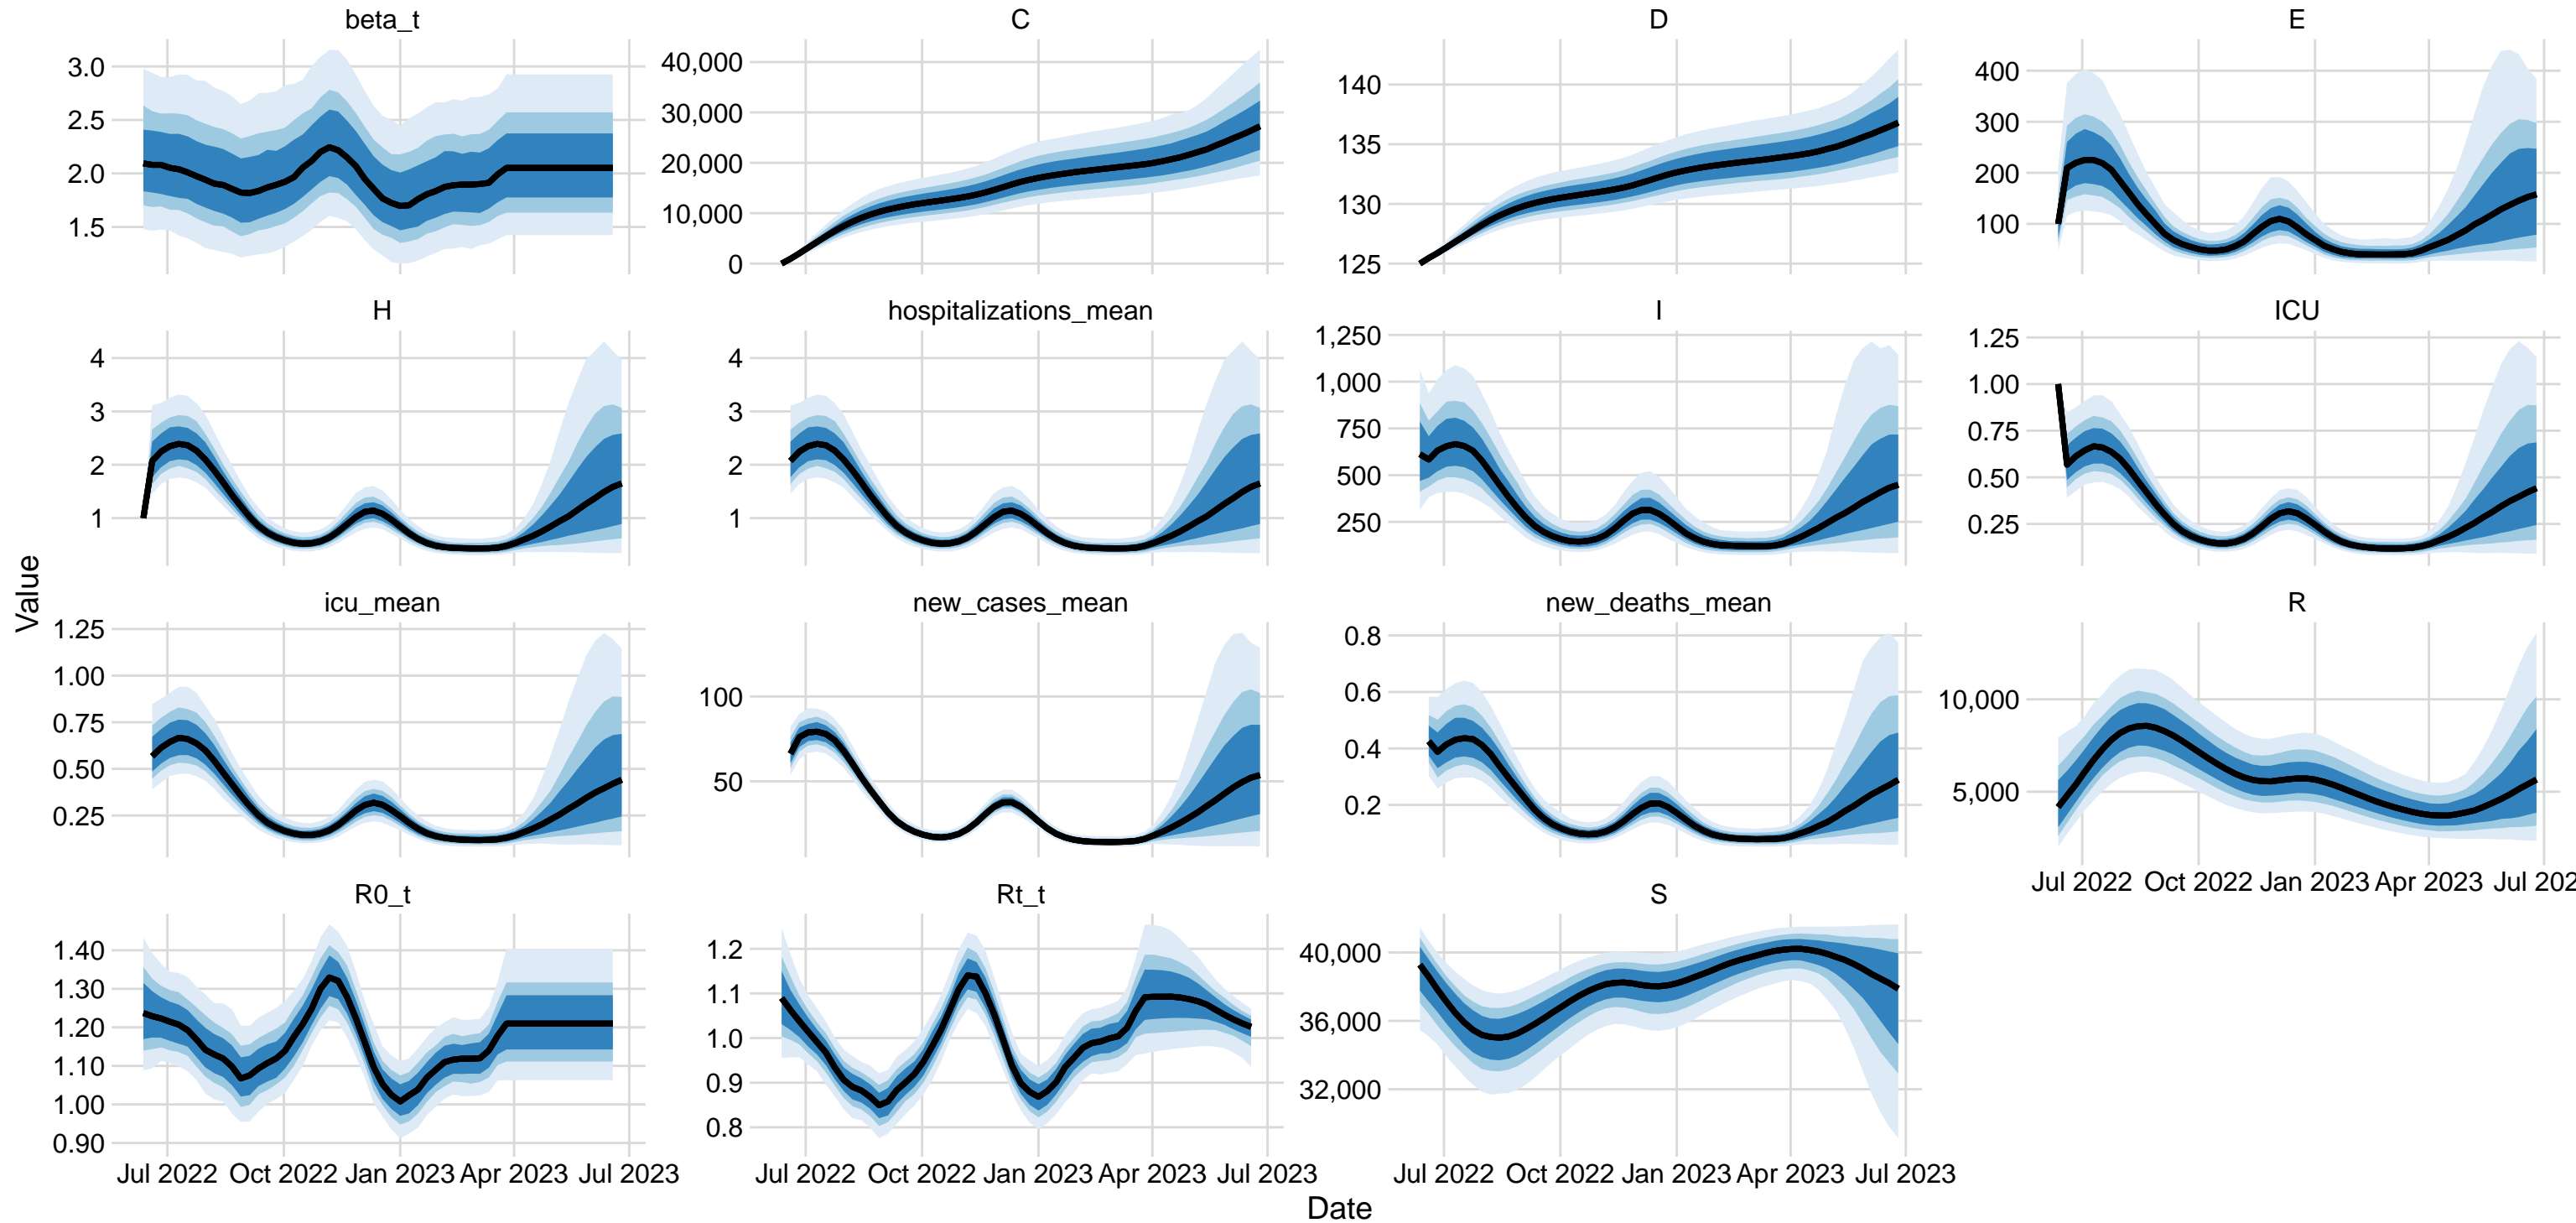 beta_t
C
D
E
3.0
2.5
2.0
1.5
40,000
30,000
20,000
10,000
0
140
135
130
125
400
300
200
100
H
hospitalizations_mean
I
ICU
4
3
2
1
4
3
2
1
1,250
1,000
750
500
250
1.25
1.00
0.75
0.50
0.25
icu_mean
new_cases_mean
new_deaths_mean
R
1.25
1.00
0.75
0.50
0.25
100
50
0.8
0.6
0.4
0.2
10,000
5,000
Jul 2022 Oct 2022 Jan 2023 Apr 2023 Jul 202
R0_t
Rt_t
S
1.40
1.30
1.20
1.10
1.00
0.90
1.2
1.1
1.0
0.9
0.8
40,000
36,000
32,000
Jul 2022 Oct 2022 Jan 2023 Apr 2023 Jul 2023
Jul 2022 Oct 2022 Jan 2023 Apr 2023 Jul 2023
Jul 2022 Oct 2022 Jan 2023 Apr 2023 Jul 2023
Value
Date